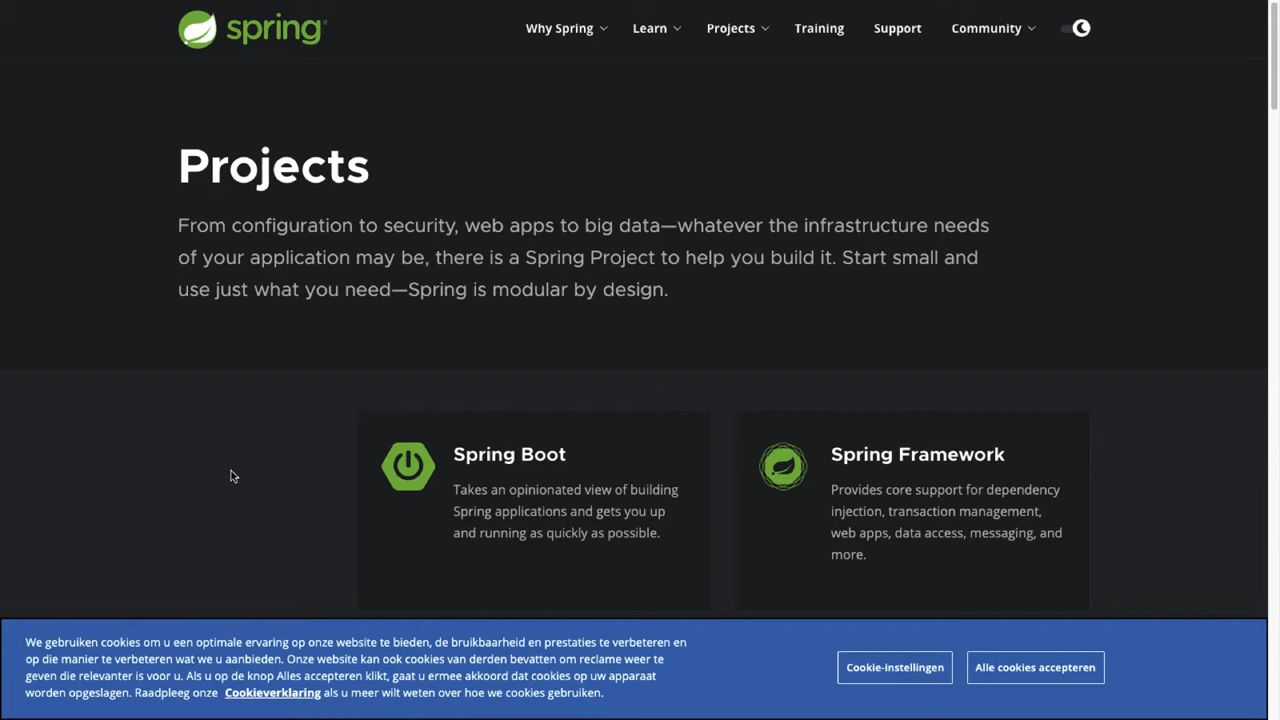 spring
Why Spring
Learn
Projects
Training
Support
Community
Projects
From configuration to security, web apps to big data—whatever the infrastructure needs
of your application may be, there is a Spring Project to help you build it. Start small and
use just what you need—Spring is modular by design.
Spring Boot
Takes an opinionated view of building
Spring applications and gets you up
and running as quickly as possible.
Spring Framework
Provides core support for dependency
injection, transaction management,
web apps, data access, messaging, and
more.
We gebruiken cookies om u een optimale ervaring op onze website te bieden, de bruikbaarheid en prestaties te verbeteren en
op die manier te verbeteren wat we u aanbieden. Onze website kan ook cookies van derden bevatten om reclame weer te
geven die relevanter is voor u. Als u op de knop Alles accepteren klikt, gaat u ermee akkoord dat cookies op uw apparaat
worden opgeslagen. Raadpleeg onze Cookieverklaring als u meer wilt weten over hoe we cookies gebruiken.
Cookie-instellingen
Alle cookies accepteren